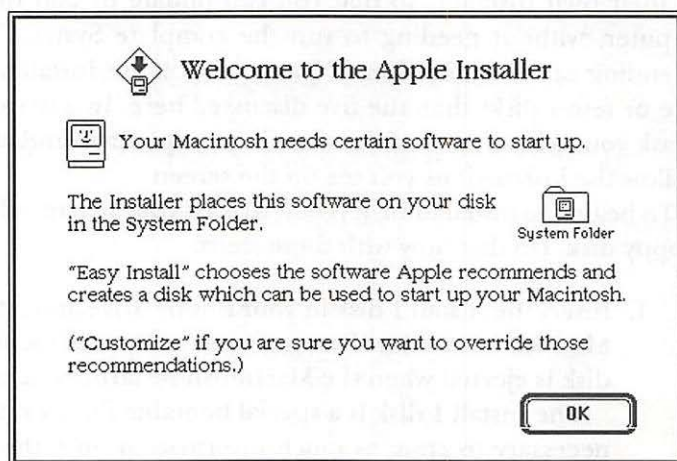 Welcome to the Apple Installer
Your Macintosh needs certain software to start up.
The Installer places this software on your disk
in the System Folder.
System Folder
"Easy Install" chooses the software Apple recommends and
creates a disk which can be used to start up your Macintosh.
("Customize" if you are sure you want to override those
recommendations.)
OK